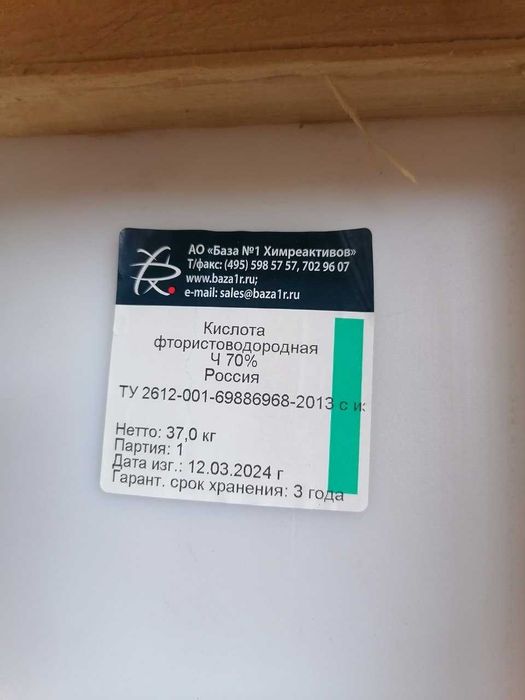 АО «База №1 Химреактивов»
Т/факс: (495) 598 57 57, 702 96 07
www.baza1r.ru;
e-mail: sales@baza1r.ru
Кислота
фтористоводородная
Ч 70%
Россия
ТУ 2612-001-69886968-2013 с из
Нетто: 37,0 кг
Партия: 1
Дата изг.: 12.03.2024 г
Гарант. срок хранения: 3 года